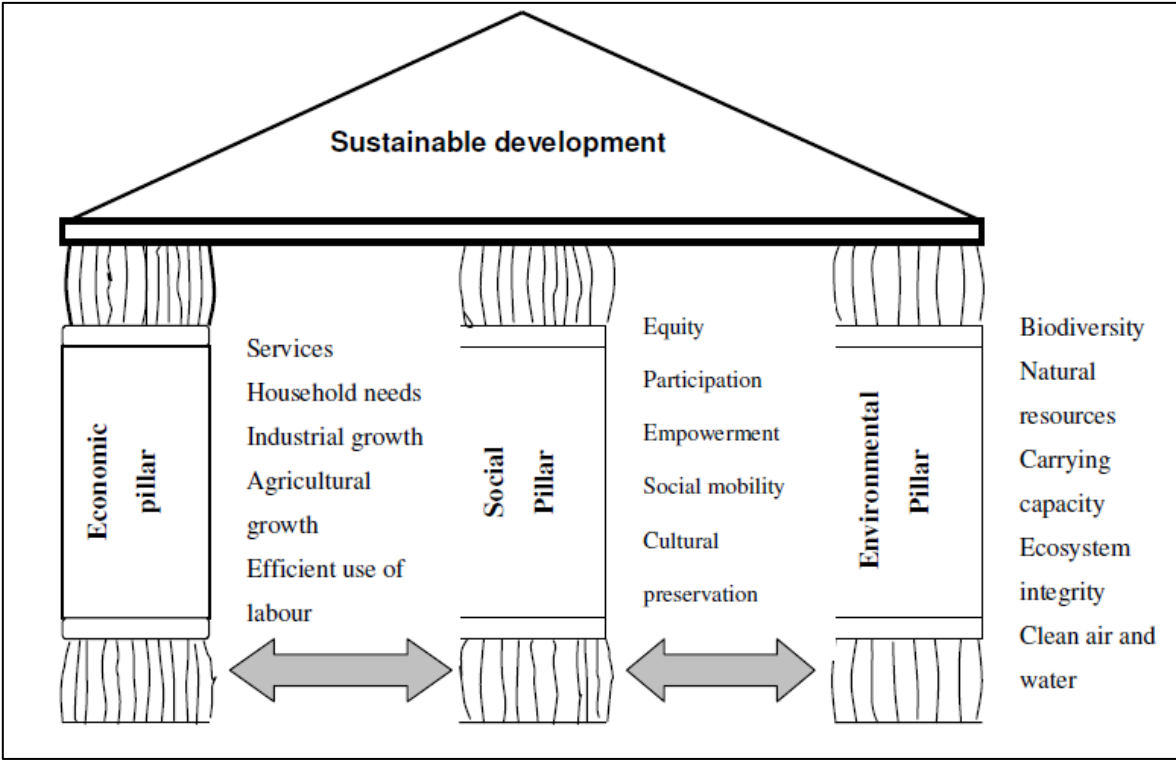 Sustainable development
Economic
pillar
Services
Household needs
Industrial growth
Agricultural
growth
Efficient use of
labour
Social
Pillar
Equity
Participation
Empowerment
Social mobility
Cultural
preservation
Environmental
Pillar
Biodiversity
Natural
resources
Carrying
capacity
Ecosystem
integrity
Clean air and
water